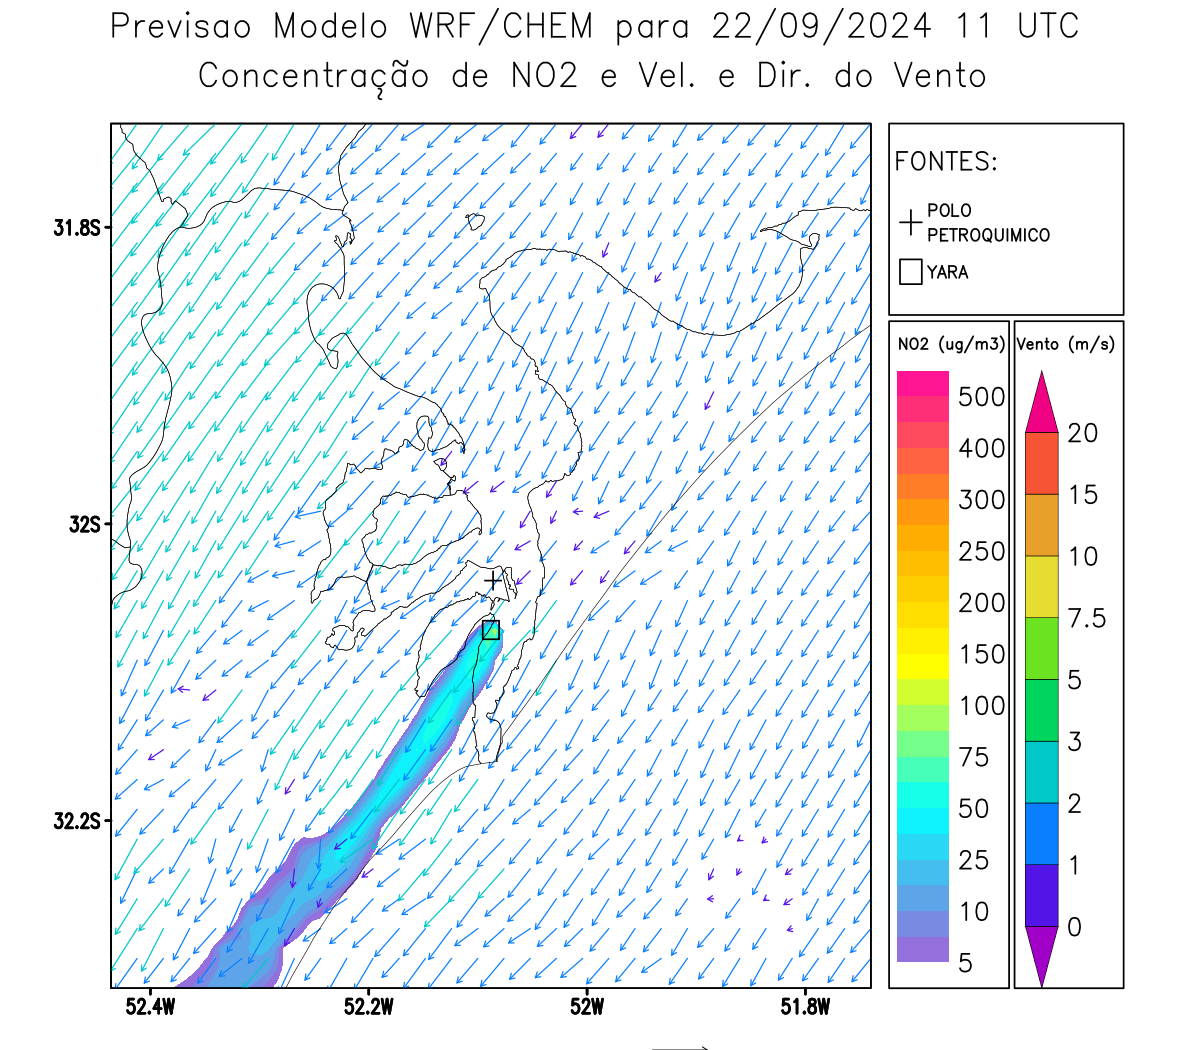 Previsao Modelo WRF/CHEM para 22/09/2024 11 UTC
Concentração de NO2 e Vel. e Dir. do Vento
FONTES:
POLO
PETROQUIMICO
YARA
31.8S
32S
32.2S
52.4W
52.2W
52W
51.8W
NO2 (ug/m3)
500
400
300
250
200
150
100
75
50
25
10
5
Vento (m/s)
20
15
10
7.5
5
3
2
1
0